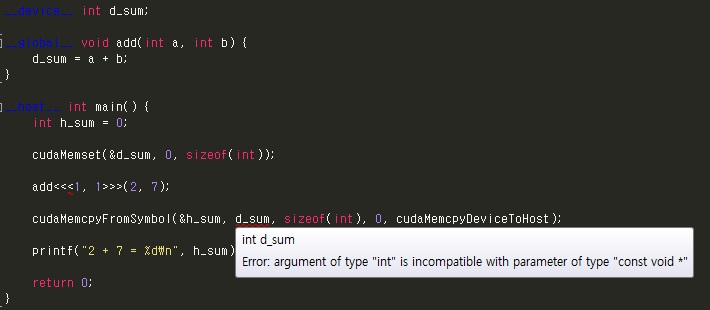 __device__ int d_sum;
__global__ void add(int a, int b) {
d_sum = a + b;
}
__host__ int main() {
int h_sum = 0;
cudaMemset(&d_sum, 0, sizeof(int));
add<<<1, 1>>>(2, 7);
cudaMemcpyFromSymbol(&h_sum, d_sum, sizeof(int), 0, cudaMemcpyDeviceToHost);
printf("2 + 7 = %d₩n", h_sum)
int d_sum
Error: argument of type "int" is incompatible with parameter of type "const void *"
return 0;
}